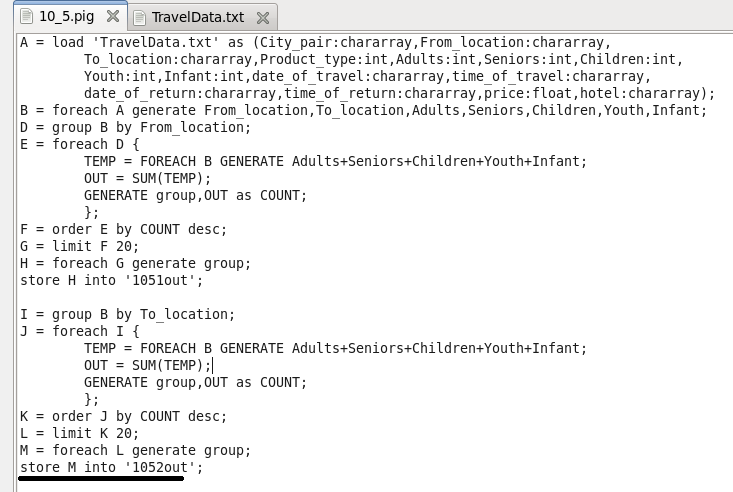 10_5.pig TravelData.txt
A = load 'TravelData.txt' as (City_pair:chararray,From_location:chararray,
To_location:chararray,Product_type:int,Adults:int,Seniors:int,Children:int,
Youth:int,Infant:int,date_of_travel:chararray,time_of_travel:chararray,
date_of_return:chararray,time_of_return:chararray,price:float,hotel:chararray);
B = foreach A generate From_location,To_location,Adults,Seniors,Children,Youth,Infant;
D = group B by From_location;
E = foreach D {
TEMP = FOREACH B GENERATE Adults+Seniors+Children+Youth+Infant;
OUT = SUM(TEMP);
GENERATE group,OUT as COUNT;
};
F = order E by COUNT desc;
G = limit F 20;
H = foreach G generate group;
store H into '1051out';
I = group B by To_location;
J = foreach I {
TEMP = FOREACH B GENERATE Adults+Seniors+Children+Youth+Infant;
OUT = SUM(TEMP);
GENERATE group,OUT as COUNT;
};
K = order J by COUNT desc;
L = limit K 20;
M = foreach L generate group;
store M into '1052out';